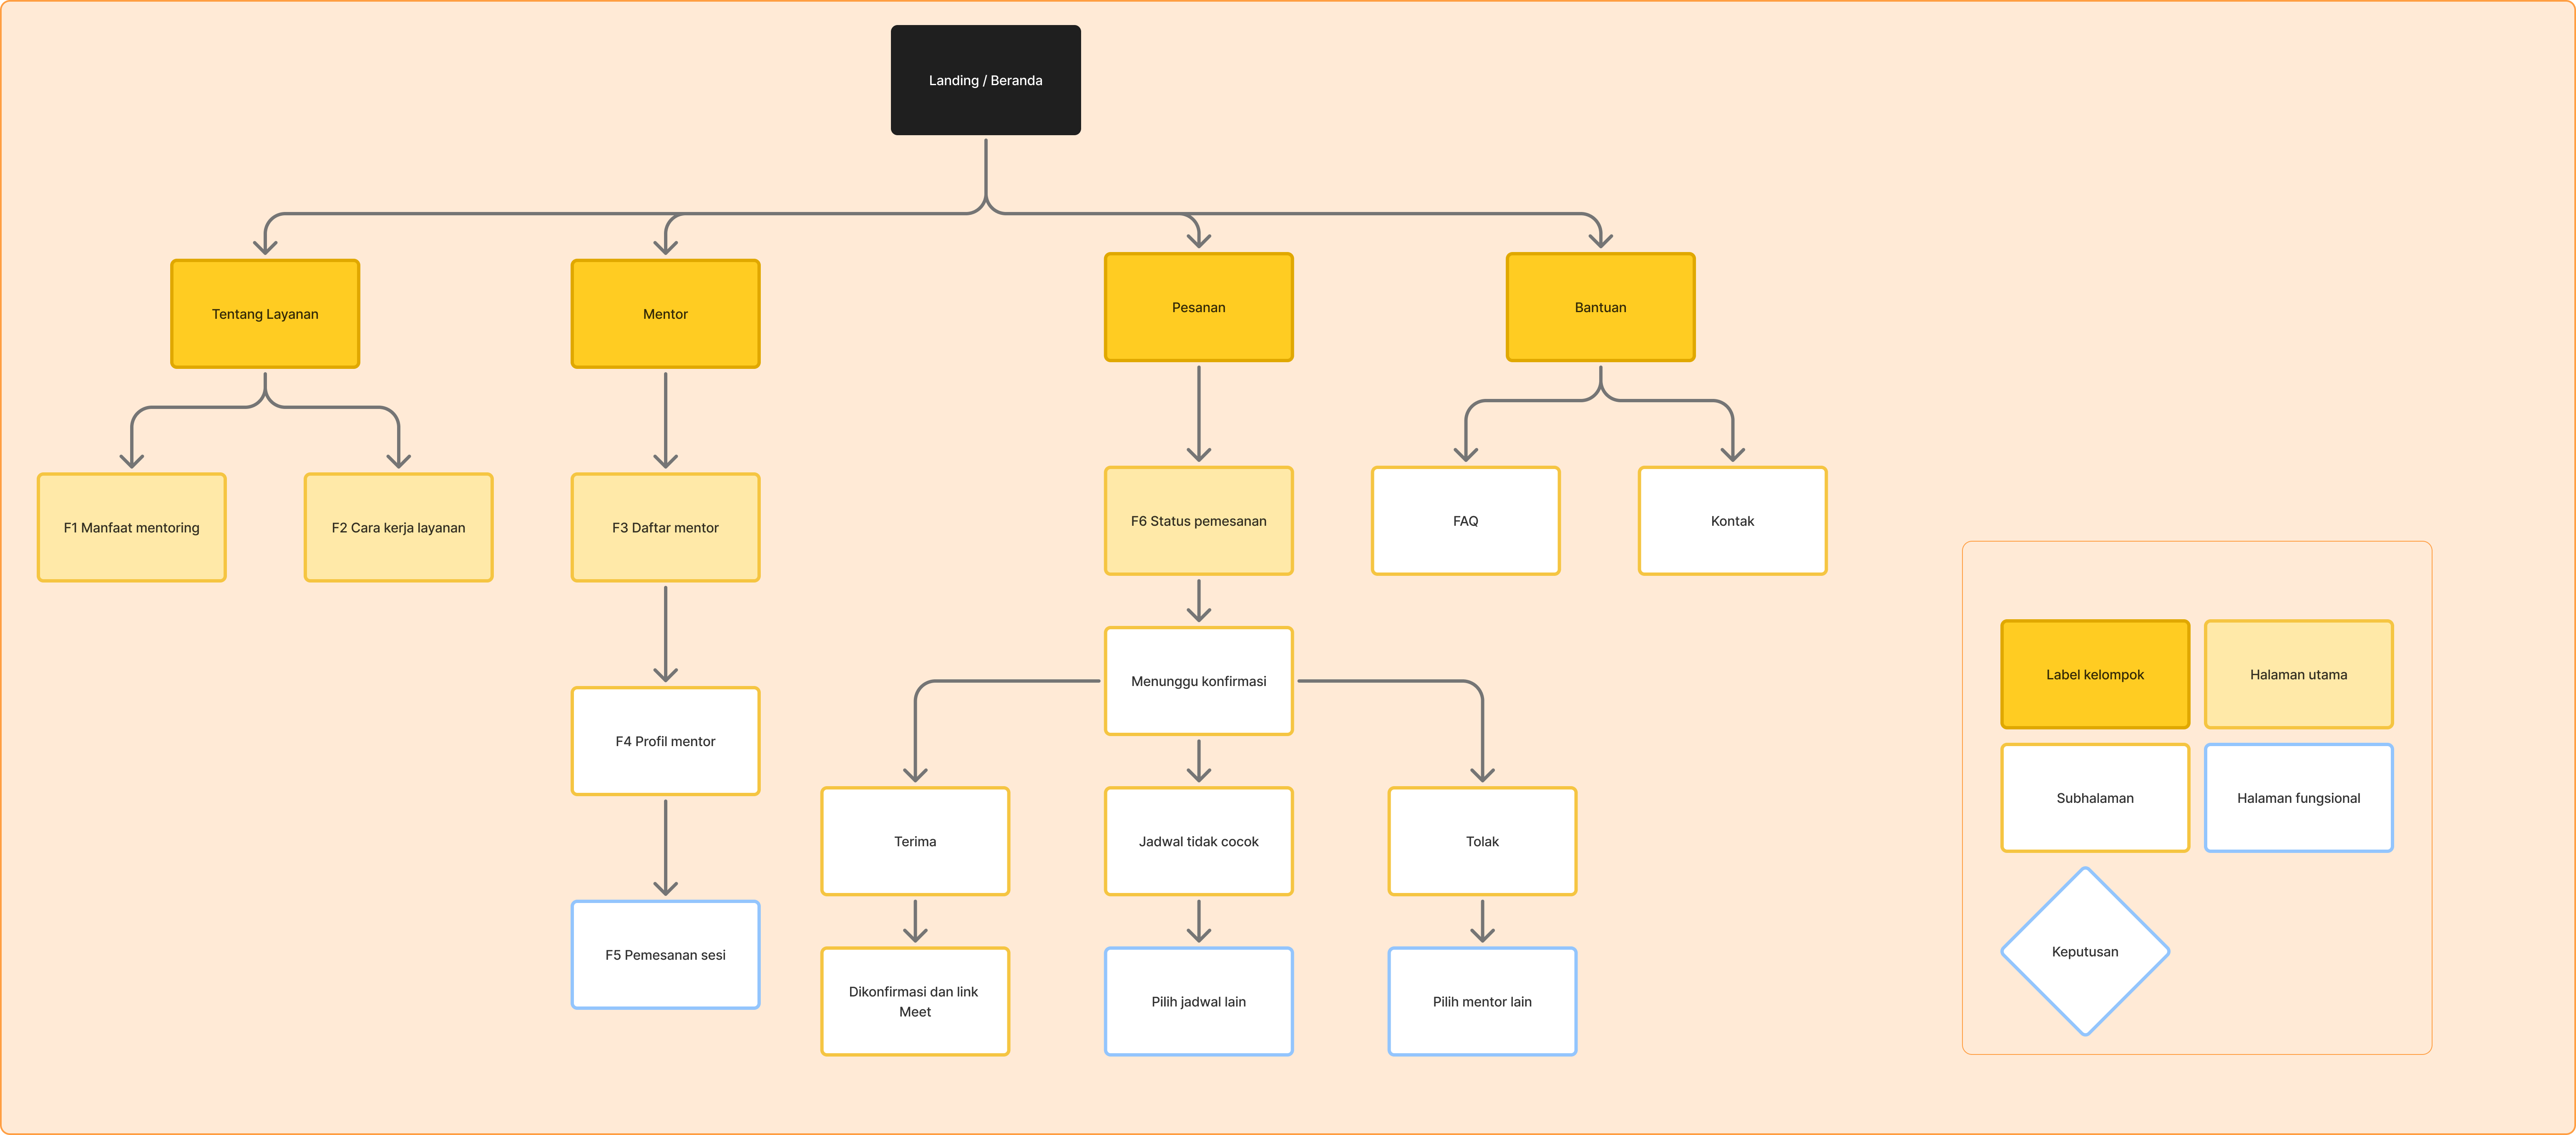 Landing / Beranda
Tentang Layanan
Mentor
Pesanan
Bantuan
F1 Manfaat mentoring
F2 Cara kerja layanan
F3 Daftar mentor
F6 Status pemesanan
FAQ
Kontak
Menunggu konfirmasi
F4 Profil mentor
Terima
Jadwal tidak cocok
Tolak
F5 Pemesanan sesi
Dikonfirmasi dan link
Meet
Pilih jadwal lain
Pilih mentor lain
Label kelompok
Halaman utama
Subhalaman
Halaman fungsional
Keputusan